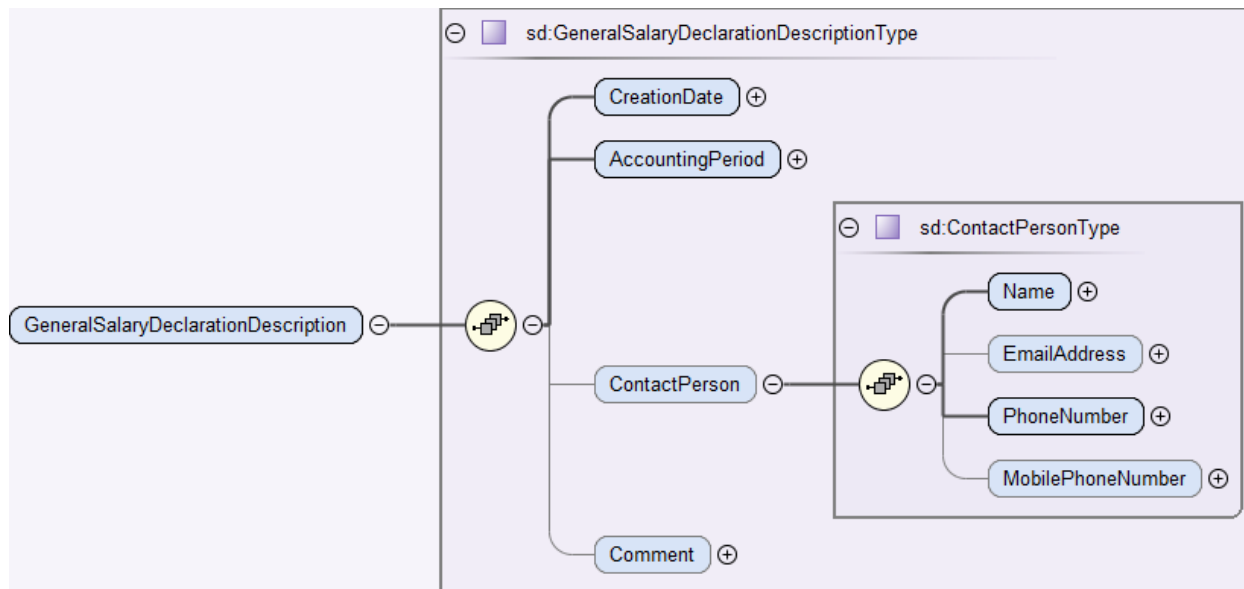 sd:GeneralSalaryDeclarationDescriptionType
CreationDate
AccountingPeriod
sd:ContactPersonType
Name
GeneralSalaryDeclarationDescription
EmailAddress
ContactPerson
PhoneNumber
MobilePhoneNumber
Comment